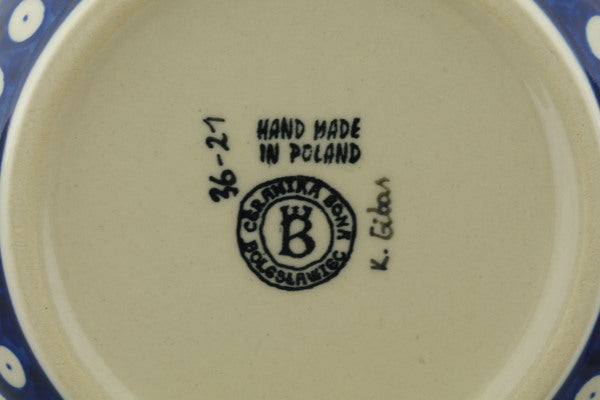 HAND MADE
IN POLAND
36-21
CERAMIKA BONA
B
BOLESŁAWIEC
K. Gibas